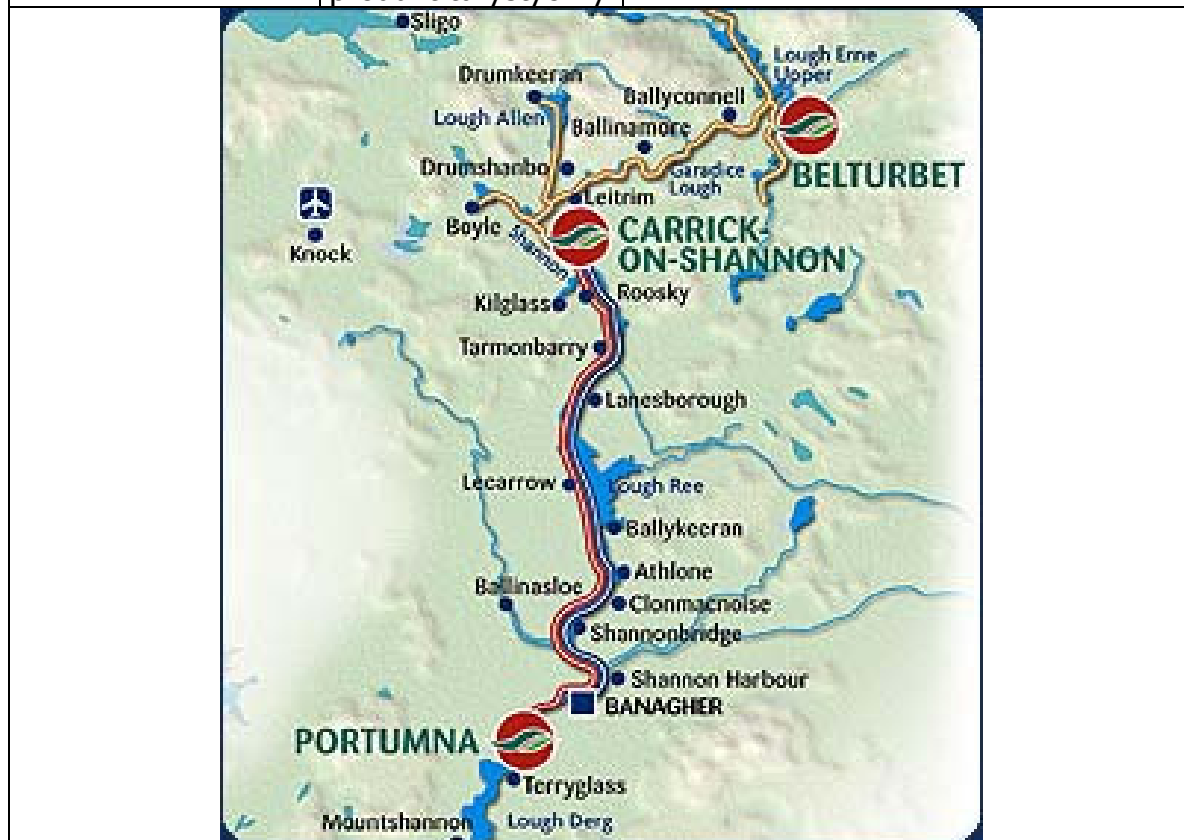 Sligo
Lough Erne
Upper
Drumkeeran
Ballyconnell
Lough Allen
Ballinamore
BELTURBET
Drumshanbo
Garadice
Lough
Leitrim
Boyle
Shannon
CARRICK-
ON-SHANNON
Knock
Kilglass
Roosky
Tarmonbarry
Lanesborough
Lecarrow
Lough Ree
Ballykeeran
Athlone
Ballinasloe
Clonmacnoise
Shannonbridge
Shannon Harbour
BANAGHER
PORTUMNA
Terryglass
Mountshannon
Lough Derg